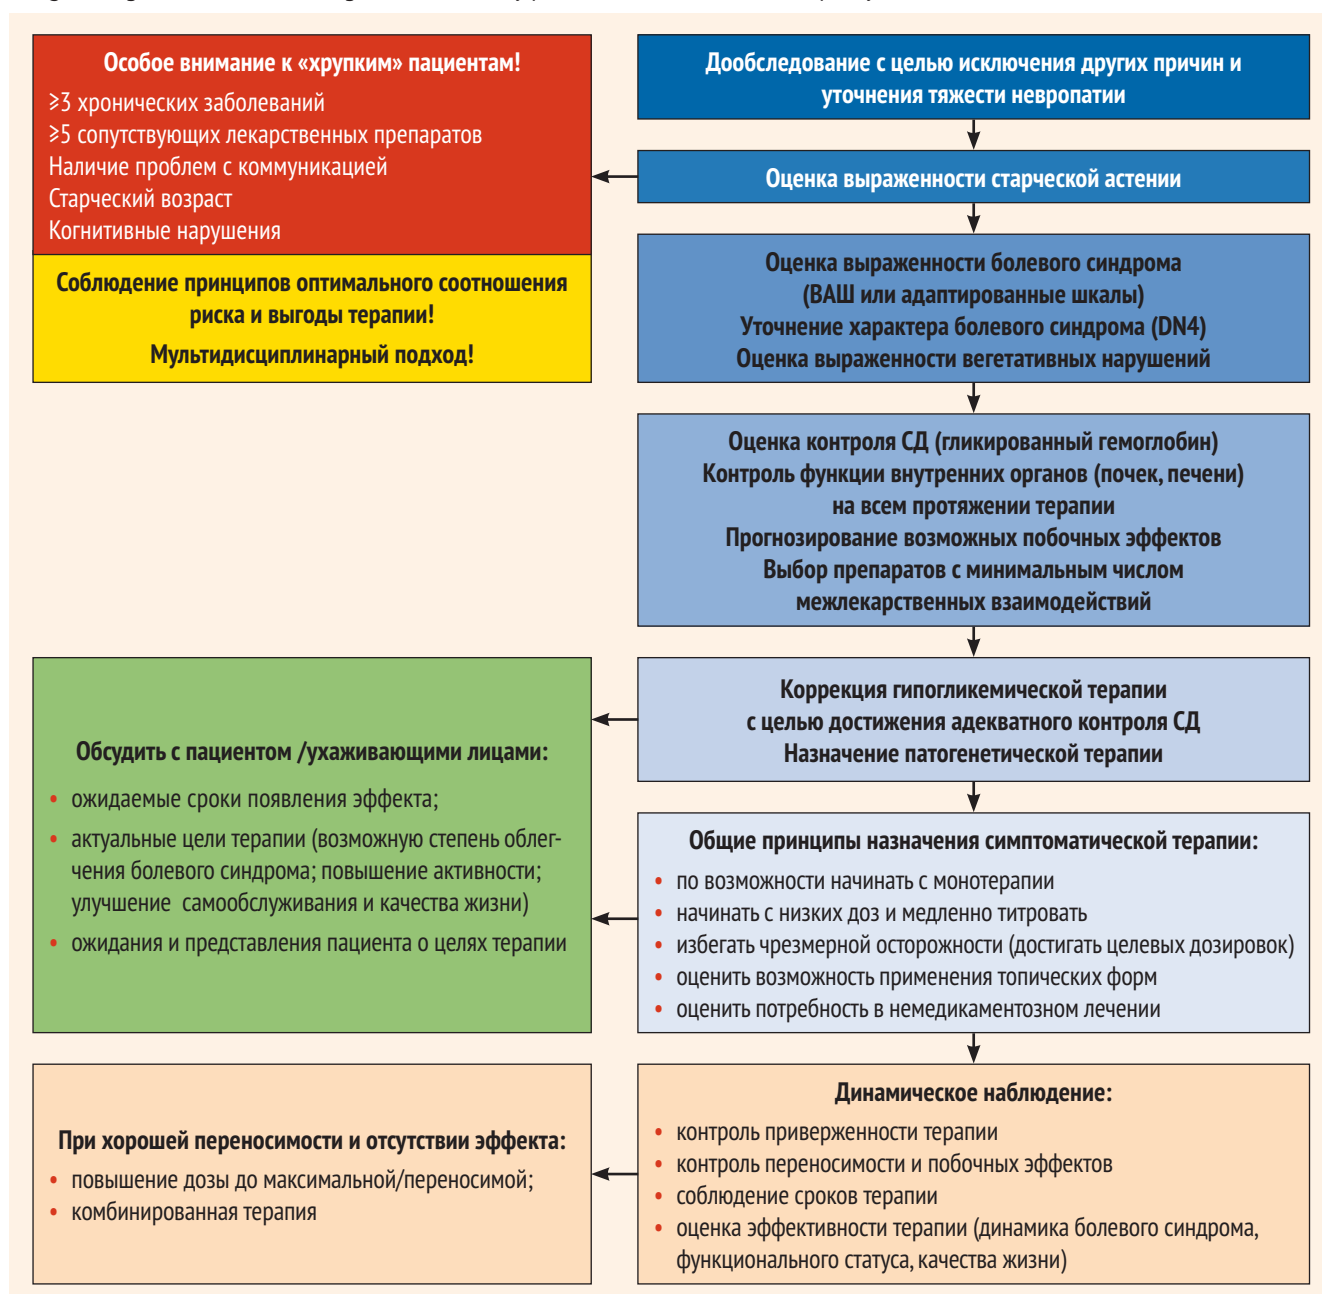 Особое внимание к «хрупким» пациентам!
≥3 хронических заболеваний
≥5 сопутствующих лекарственных препаратов
Наличие проблем с коммуникацией
Старческий возраст
Когнитивные нарушения
Соблюдение принципов оптимального соотношения
риска и выгоды терапии!
Мультидисциплинарный подход!
Дообследование с целью исключения других причин и
уточнения тяжести невропатии
Оценка выраженности старческой астении
Оценка выраженности болевого синдрома
(ВАШ или адаптированные шкалы)
Уточнение характера болевого синдрома (DN4)
Оценка выраженности вегетативных нарушений
Оценка контроля СД (гликированный гемоглобин)
Контроль функции внутренних органов (почек, печени)
на всем протяжении терапии
Прогнозирование возможных побочных эффектов
Выбор препаратов с минимальным числом
межлекарственных взаимодействий
Коррекция гипогликемической терапии
с целью достижения адекватного контроля СД
Назначение патогенетической терапии
Обсудить с пациентом /ухаживающими лицами:
• ожидаемые сроки появления эффекта;
• актуальные цели терапии (возможную степень облег-
чения болевого синдрома; повышение активности;
улучшение самообслуживания и качества жизни)
• ожидания и представления пациента о целях терапии
Общие принципы назначения симптоматической терапии:
• по возможности начинать с монотерапии
• начинать с низких доз и медленно титровать
• избегать чрезмерной осторожности (достигать целевых дозировок)
• оценить возможность применения топических форм
• оценить потребность в немедикаментозном лечении
При хорошей переносимости и отсутствии эффекта:
• повышение дозы до максимальной/переносимой;
• комбинированная терапия
Динамическое наблюдение:
• контроль приверженности терапии
• контроль переносимости и побочных эффектов
• соблюдение сроков терапии
• оценка эффективности терапии (динамика болевого синдрома,
функционального статуса, качества жизни)